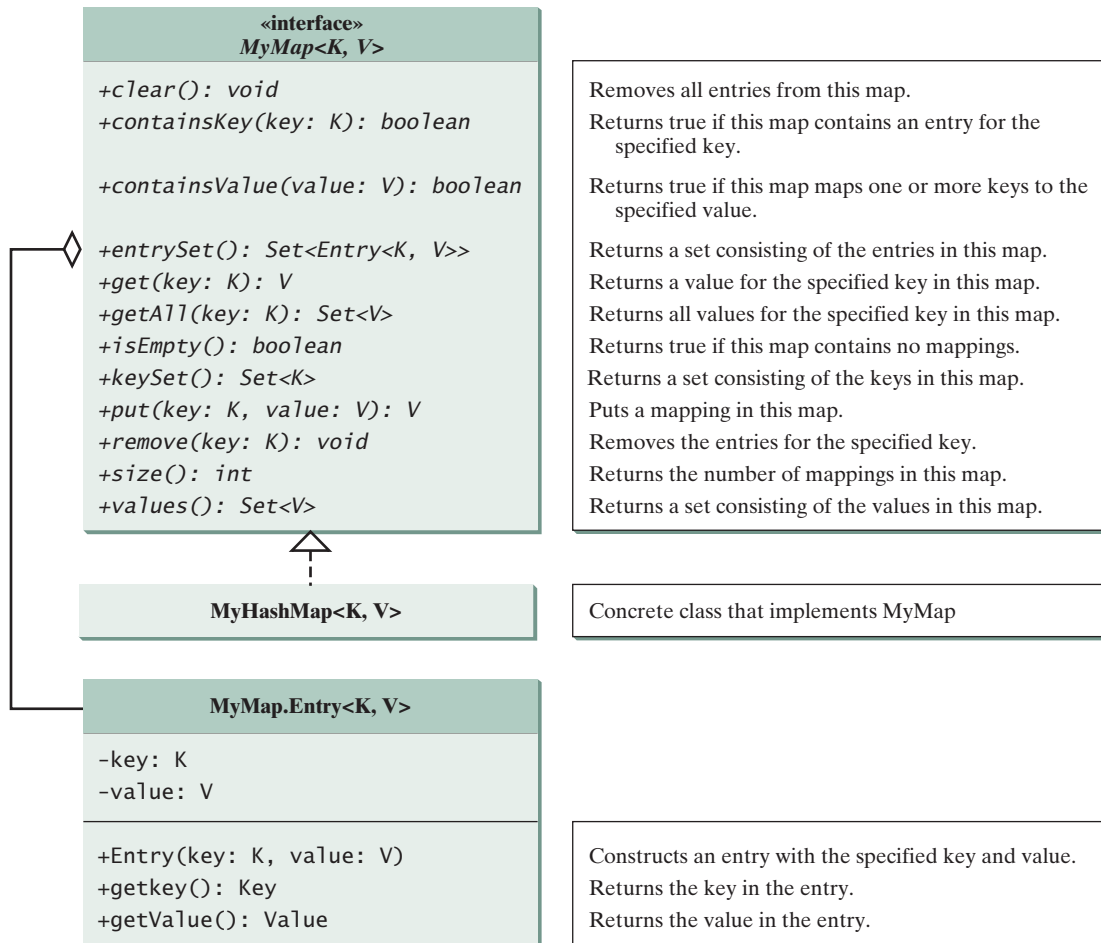 «interface»
MyMap<K, V>
+clear(): void
Removes all entries from this map.
+containsKey(key: K): boolean
Returns true if this map contains an entry for the
specified key.
+containsValue(value: V): boolean
Returns true if this map maps one or more keys to the
specified value.
+entrySet(): Set<Entry<K, V>>
Returns a set consisting of the entries in this map.
+get(key: K): V
Returns a value for the specified key in this map.
+getAll(key: K): Set<V>
Returns all values for the specified key in this map.
+isEmpty(): boolean
Returns true if this map contains no mappings.
+keySet(): Set<K>
Returns a set consisting of the keys in this map.
+put(key: K, value: V): V
Puts a mapping in this map.
+remove(key: K): void
Removes the entries for the specified key.
+size(): int
Returns the number of mappings in this map.
+values(): Set<V>
Returns a set consisting of the values in this map.
MyHashMap<K, V>
Concrete class that implements MyMap
MyMap.Entry<K, V>
-key: K
-value: V
+Entry(key: K, value: V)
Constructs an entry with the specified key and value.
+getkey(): Key
Returns the key in the entry.
+getValue(): Value
Returns the value in the entry.